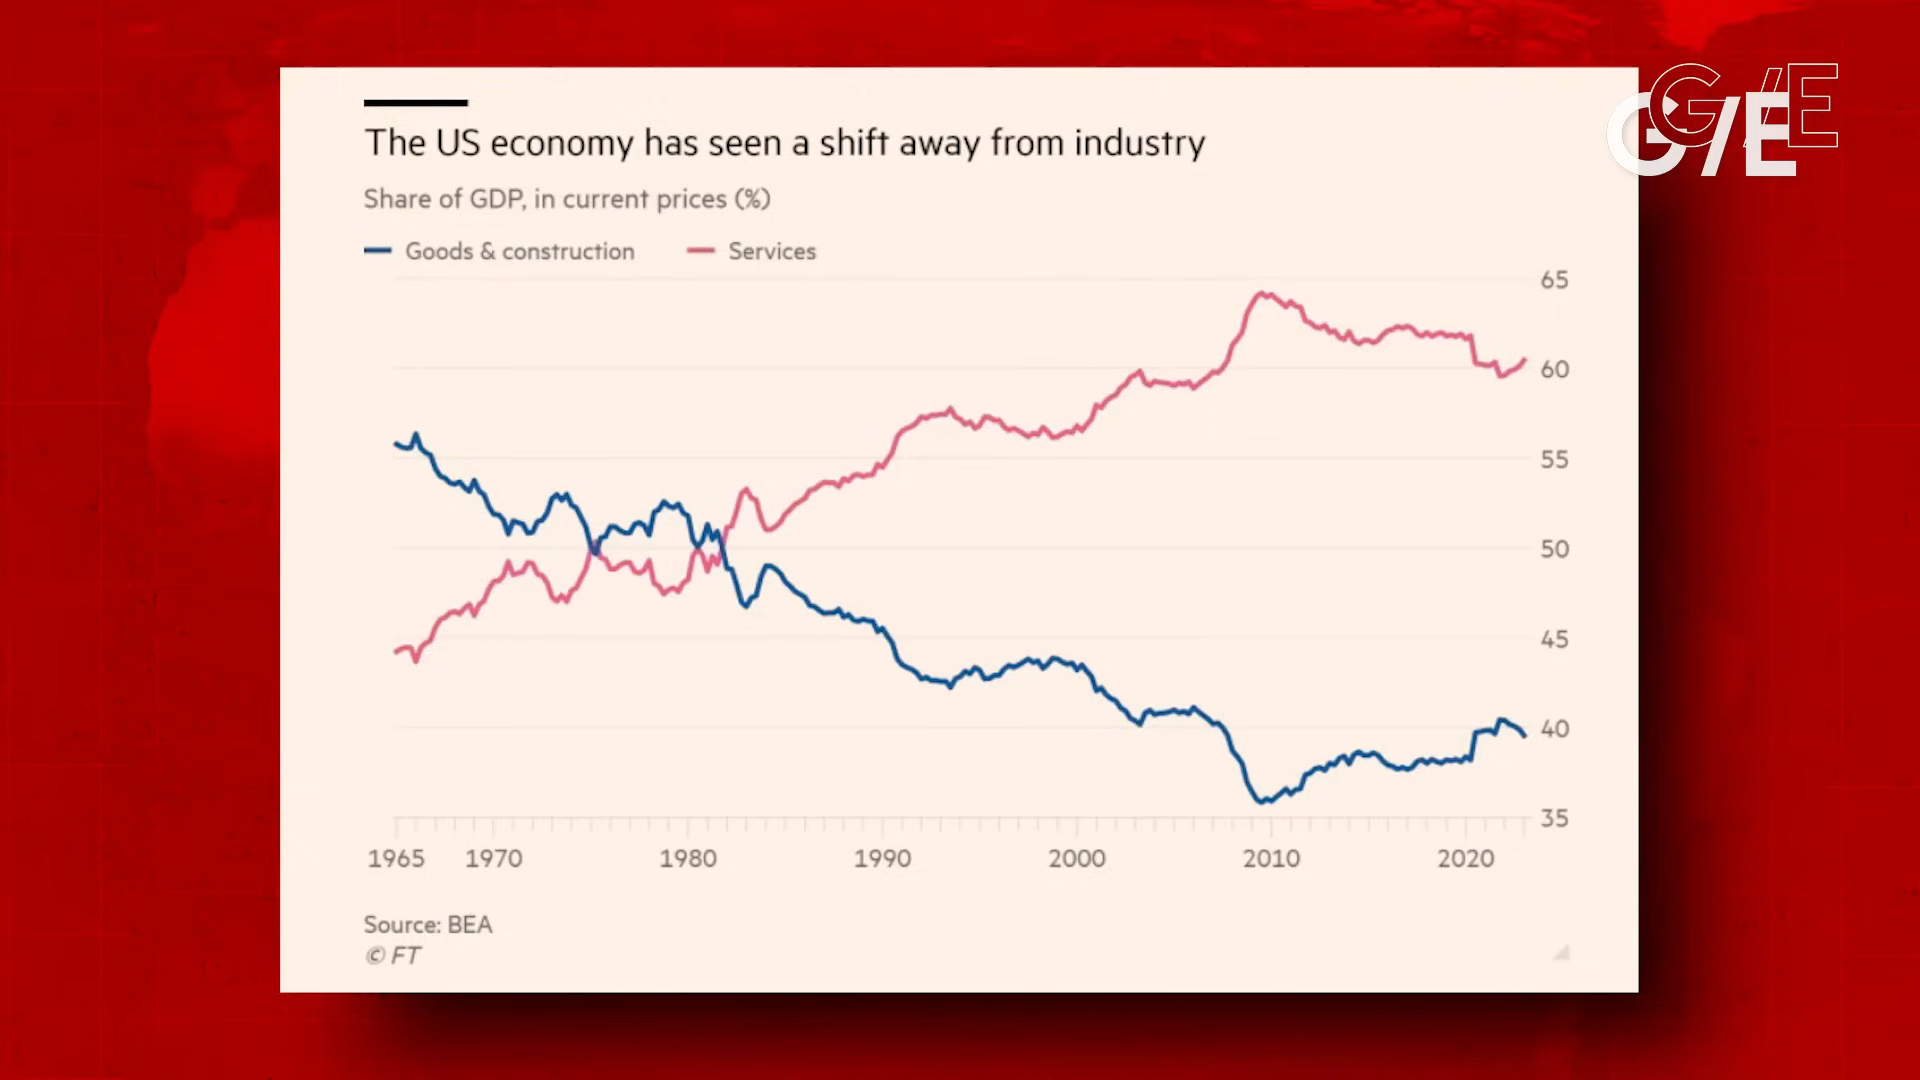 G/E
G/E
The US economy has seen a shift away from industry
Share of GDP, in current prices (%)
Goods & construction Services
65
60
55
50
45
40
35
1965 1970 1980 1990 2000 2010 2020
Source: BEA
© FT